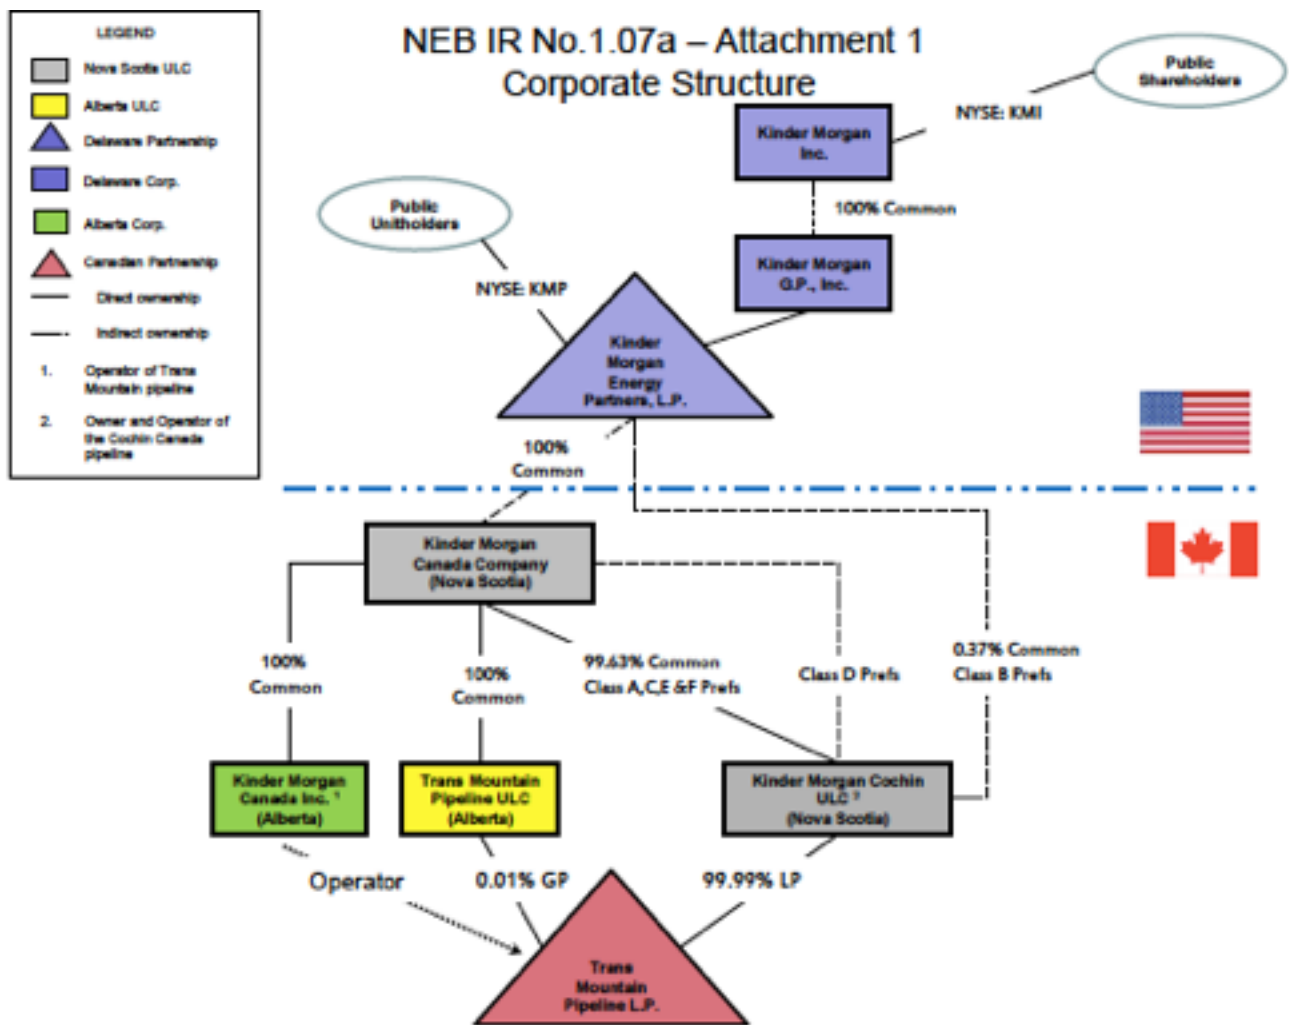 LEGEND
Nova Scotia ULC
Alberta ULC
Delaware Partnership
Delaware Corp.
Alberta Corp.
Canadian Partnership
Direct ownership
Indirect ownership
1. Operator of Trans
Mountain pipeline
2. Owner and Operator of
the Cochin Canada
pipeline
NEB IR No.1.07a – Attachment 1
Corporate Structure
Public
Shareholders
NYSE: KMI
Kinder Morgan
Inc.
100% Common
Public
Unitholders
NYSE: KMP
Kinder Morgan
G.P., Inc.
Kinder
Morgan
Energy
Partners, L.P.
100%
Common
Kinder Morgan
Canada Company
(Nova Scotia)
100%
Common
100%
Common
99.63% Common
Class A,C,E &F Prefs
Class D Prefs
0.37% Common
Class B Prefs
Kinder Morgan
Canada Inc. 1
(Alberta)
Trans Mountain
Pipeline ULC
(Alberta)
Kinder Morgan Cochin
ULC 2
(Nova Scotia)
Operator
0.01% GP
99.99% LP
Trans
Mountain
Pipeline L.P.